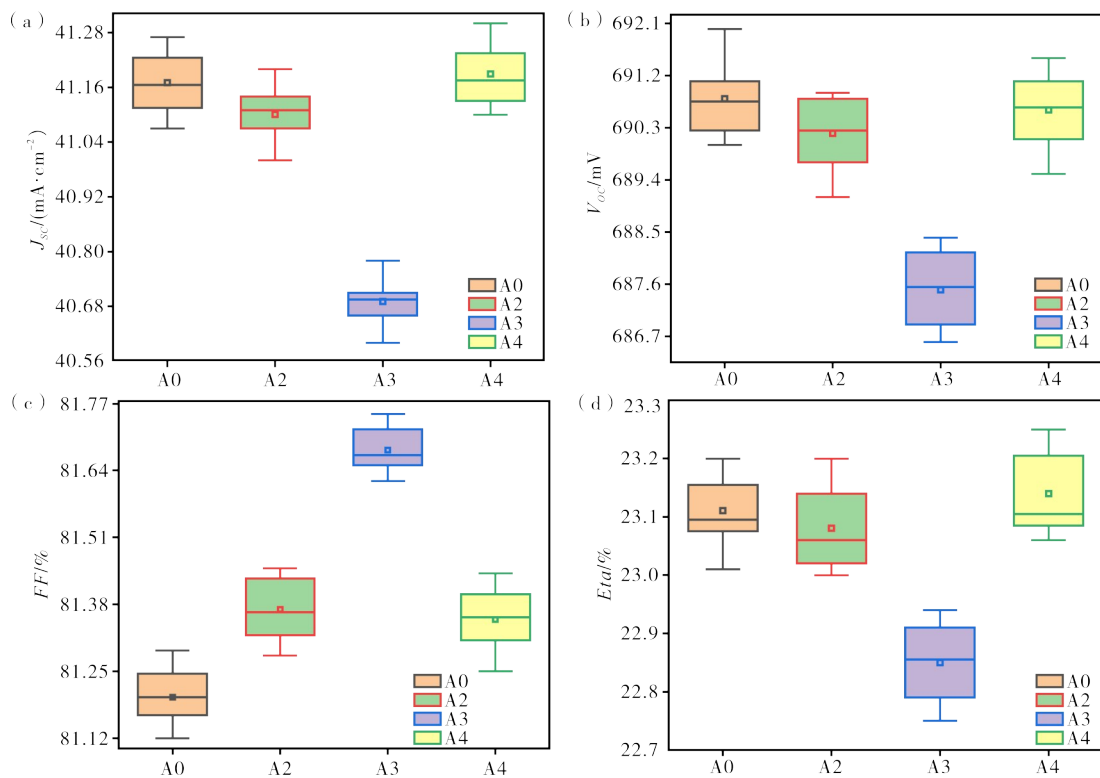 (a)
41.28
41.16
41.04
40.92
40.80
40.68
40.56
J_sc/(mA·cm⁻²)
A0
A2
A3
A4
A0
A2
A3
A4
(b)
692.1
691.2
690.3
689.4
688.5
687.6
686.7
V_OC/mV
A0
A2
A3
A4
A0
A2
A3
A4
(c)
81.77
81.64
81.51
81.38
81.25
81.12
FF/%
A0
A2
A3
A4
A0
A2
A3
A4
(d)
23.3
23.2
23.1
23.0
22.9
22.8
22.7
Eta/%
A0
A2
A3
A4
A0
A2
A3
A4